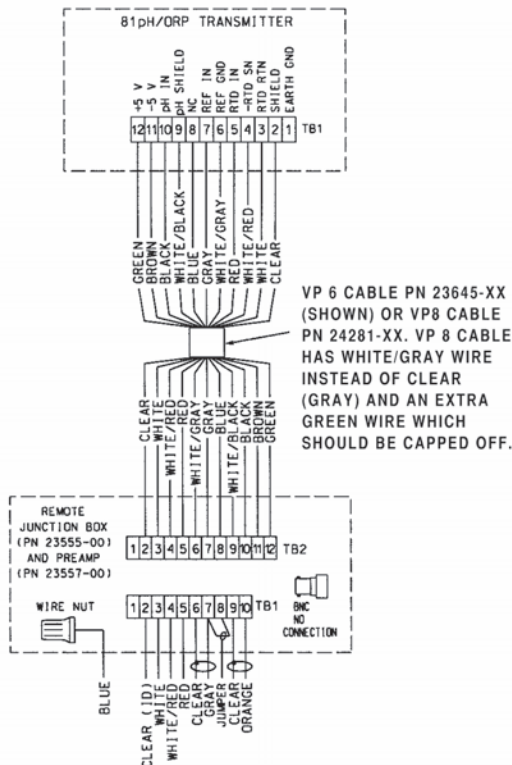 81pH/ORP TRANSMITTER
+5 V
-5 V
pH IN
pH SHIELD
NC
REF IN
REF GND
RTD IN
-RTD SN
RTD RTN
SHIELD
EARTH GND
12 11 10 9 8 7 6 5 4 3 2 1 TB1
GREEN
BROWN
BLACK
WHITE/BLACK
BLUE
GRAY
WHITE/GRAY
RED
WHITE/RED
WHITE
CLEAR
VP 6 CABLE PN 23645-XX
(SHOWN) OR VP8 CABLE
PN 24281-XX. VP 8 CABLE
HAS WHITE/GRAY WIRE
INSTEAD OF CLEAR
(GRAY) AND AN EXTRA
GREEN WIRE WHICH
SHOULD BE CAPPED OFF.
CLEAR
WHITE
WHITE/RED
RED
WHITE/GRAY
GRAY
BLUE
WHITE/BLACK
BLACK
BROWN
GREEN
REMOTE
JUNCTION BOX
(PN 23555-00)
AND PREAMP
(PN 23557-00)
1 2 3 4 5 6 7 8 9 10 11 12 TB2
WIRE NUT
1 2 3 4 5 6 7 8 9 10 TB1
BNC
NO
CONNECTION
BLUE
CLEAR (ID)
WHITE
WHITE/RED
RED
CLEAR
GRAY
JUMPER
CLEAR
ORANGE